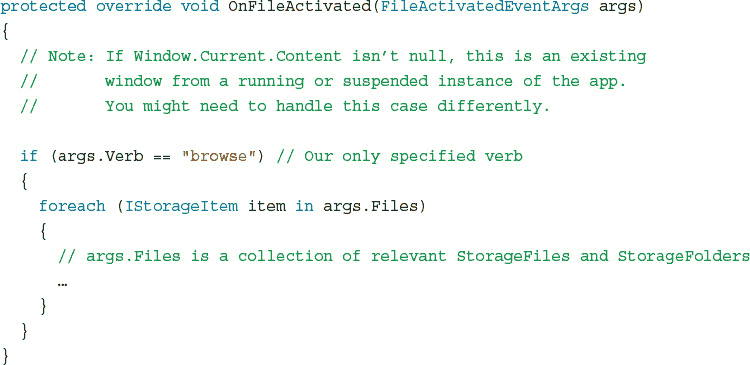 protected override void OnFileActivated(FileActivatedEventArgs args)
{
  // Note: If Window.Current.Content isn't null, this is an existing
  //       window from a running or suspended instance of the app.
  //       You might need to handle this case differently.

  if (args.Verb == "browse") // Our only specified verb
  {
    foreach (IStorageItem item in args.Files)
    {
      // args.Files is a collection of relevant StorageFiles and StorageFolders
      …
    }
  }
}